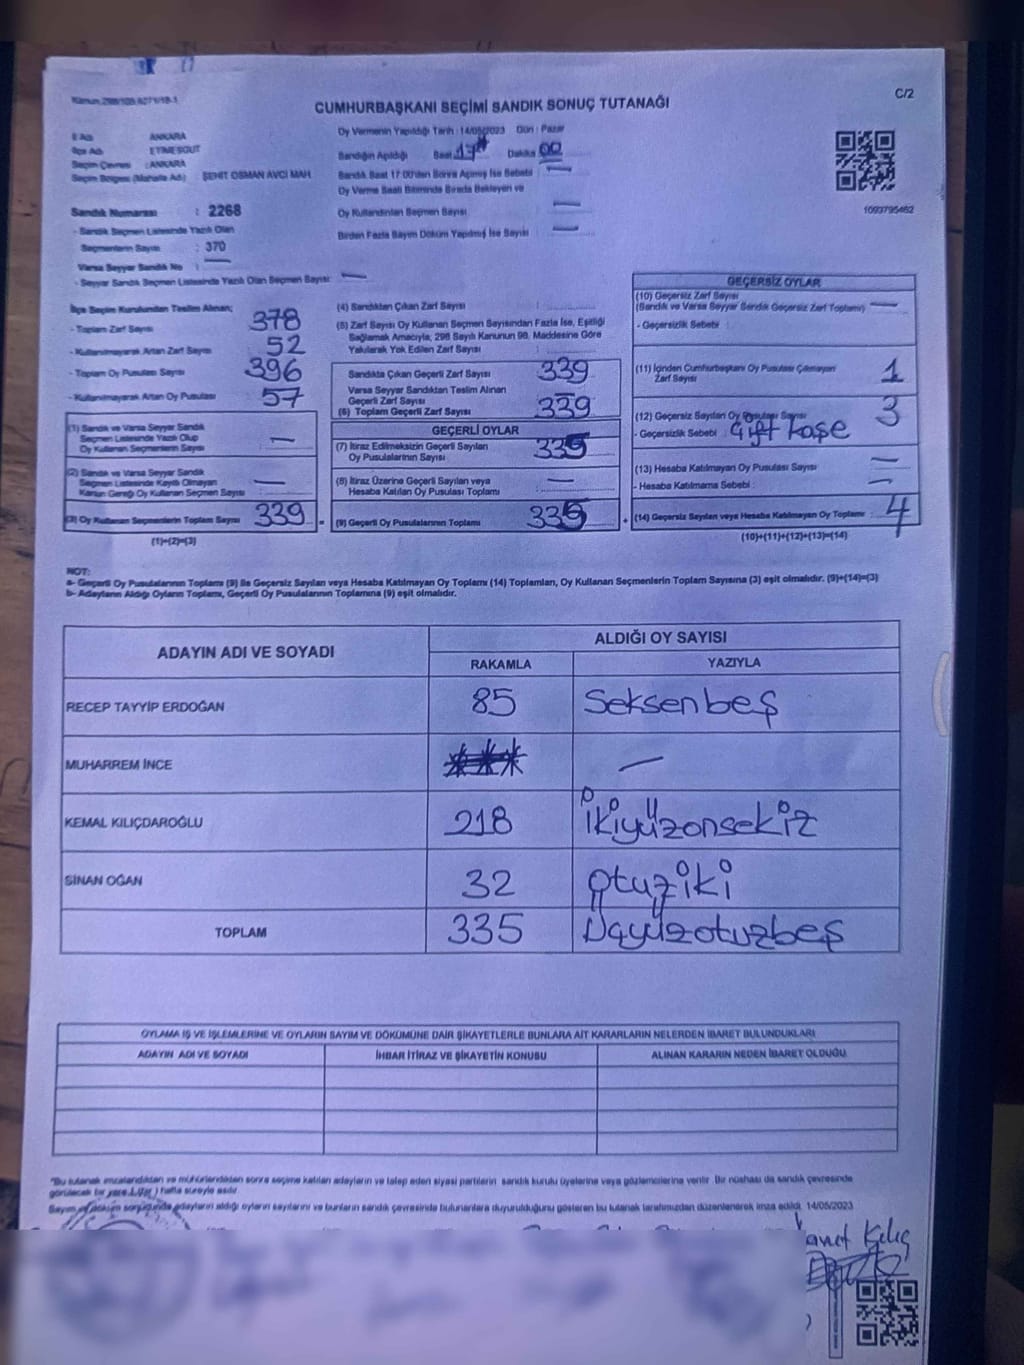 CUMHURBAŞKANI SEÇİMİ SANDIK SONUÇ TUTANAĞI
C/2
İl Adı ANKARA
İlçe Adı ETİMESGUT
Seçim Çevresi : ANKARA
Seçim Bölgesi (Mahalle Adı) : ŞEHİT OSMAN AVCI MAH
Sandık Numarası : 2268
- Sandık Seçmen Listesinde Yazılı Olan
Seçmenlerin Sayısı : 370
Varsa Seyyar Sandık No —
- Seyyar Sandık Seçmen Listesinde Yazılı Olan Seçmen Sayısı: —
Oy Vermenin Yapıldığı Tarih : 14/05/2023 Gün : Pazar
Sandığın Açıldığı Saat 17 Dakika 00
Sandık Saat 17:00'den Sonra Açılmış İse Sebebi —
Oy Verme Saati Bitiminde Sırada Bekleyen ve
Oy Kullandırılan Seçmen Sayısı —
Birden Fazla Sayım Döküm Yapılmış İse Sayısı —
1093795462
İlçe Seçim Kurulundan Teslim Alınan;
- Toplam Zarf Sayısı 378
- Kullanılmayarak Artan Zarf Sayısı 52
- Toplam Oy Pusulası Sayısı 396
- Kullanılmayarak Artan Oy Pusulası 57
(1) Sandık ve Varsa Seyyar Sandık
Seçmen Listesinde Yazılı Olup
Oy Kullanan Seçmenlerin Sayısı —
(2) Sandık ve Varsa Seyyar Sandık
Seçmen Listesinde Kayıtlı Olmayan
Kanun Gereği Oy Kullanan Seçmen Sayısı —
(3) Oy Kullanan Seçmenlerin Toplam Sayısı 339 =
(1)+(2)=(3)
(4) Sandıktan Çıkan Zarf Sayısı :
(5) Zarf Sayısı Oy Kullanan Seçmen Sayısından Fazla İse, Eşitliği
Sağlamak Amacıyla, 298 Sayılı Kanunun 98. Maddesine Göre
Yakılarak Yok Edilen Zarf Sayısı :
Sandıkta Çıkan Geçerli Zarf Sayısı 339
Varsa Seyyar Sandıktan Teslim Alınan
Geçerli Zarf Sayısı
(6) Toplam Geçerli Zarf Sayısı 339
GEÇERLİ OYLAR
(7) İtiraz Edilmeksizin Geçerli Sayılan
Oy Pusulalarının Sayısı 335
(8) İtiraz Üzerine Geçerli Sayılan veya
Hesaba Katılan Oy Pusulası Toplamı —
(9) Geçerli Oy Pusulalarının Toplamı 335 +
GEÇERSİZ OYLAR
(10) Geçersiz Zarf Sayısı
(Sandık ve Varsa Seyyar Sandık Geçersiz Zarf Toplamı) —
- Geçersizlik Sebebi :
(11) İçinden Cumhurbaşkanı Oy Pusulası Çıkmayan
Zarf Sayısı 1
(12) Geçersiz Sayılan Oy Pusulası Sayısı 3
- Geçersizlik Sebebi : Çift kaşe
(13) Hesaba Katılmayan Oy Pusulası Sayısı —
- Hesaba Katılmama Sebebi : —
(14) Geçersiz Sayılan veya Hesaba Katılmayan Oy Toplamı : 4
(10)+(11)+(12)+(13)=(14)
NOT:
a- Geçerli Oy Pusulalarının Toplamı (9) ile Geçersiz Sayılan veya Hesaba Katılmayan Oy Toplamı (14) Toplamları, Oy Kullanan Seçmenlerin Toplam Sayısına (3) eşit olmalıdır. (9)+(14)=(3)
b- Adayların Aldığı Oyların Toplamı, Geçerli Oy Pusulalarının Toplamına (9) eşit olmalıdır.
ADAYIN ADI VE SOYADI ALDIĞI OY SAYISI
RAKAMLA YAZIYLA
RECEP TAYYİP ERDOĞAN 85 Seksenbeş
MUHARREM İNCE *** —
KEMAL KILIÇDAROĞLU 218 İkiyüzonsekiz
SİNAN OĞAN 32 otuziki
TOPLAM 335 Üçyüzotuzbeş
OYLAMA İŞ VE İŞLEMLERİNE VE OYLARIN SAYIM VE DÖKÜMÜNE DAİR ŞİKAYETLERLE BUNLARA AİT KARARLARIN NELERDEN İBARET BULUNDUKLARI
ADAYIN ADI VE SOYADI İHBAR İTİRAZ VE ŞİKAYETİN KONUSU ALINAN KARARIN NEDEN İBARET OLDUĞU
"Bu tutanak imzalandıktan ve mühürlendikten sonra seçime katılan adayların ve talep eden siyasi partilerin sandık kurulu üyelerine veya gözlemcilerine verilir. Bir nüshası da sandık çevresinde
görülecek bir yere hafta süreyle asılır.
Sayım ve döküm sonucunda adayların aldığı oyların sayılarını ve bunların sandık çevresinde bulunanlara duyurulduğunu gösteren bu tutanak tarafımızdan düzenlenerek imza edildi. 14/05/2023
Kılıç